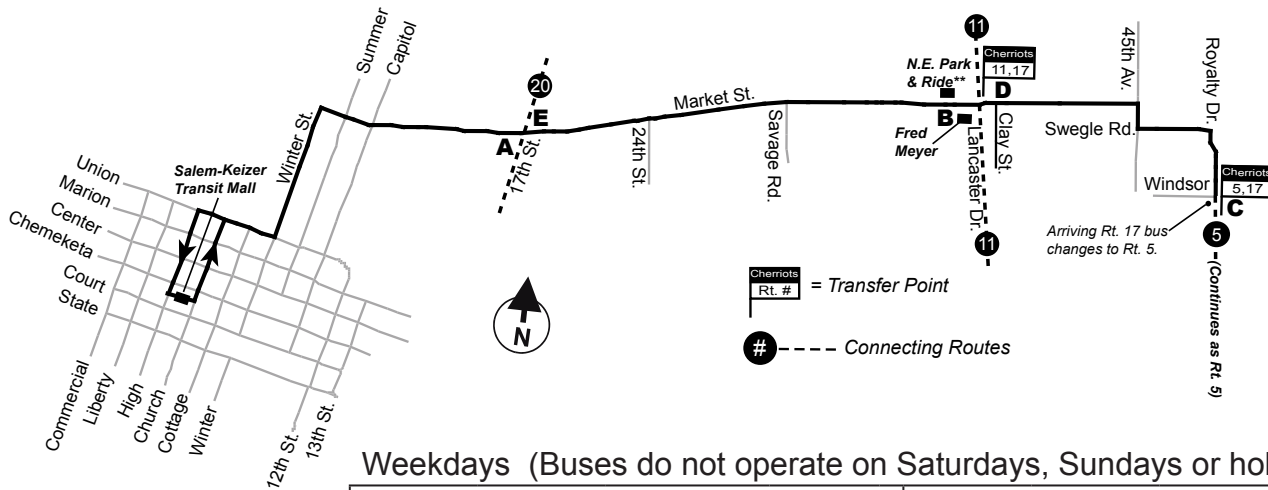 Summer
Capitol
20
11
N.E. Park
& Ride**
Cherriots
11,17
D
45th Av.
Royalty Dr.
Market St.
E
A
17th St.
24th St.
Savage Rd.
B
Fred
Meyer
Lancaster Dr.
Clay St.
Swegle Rd.
Windsor
Cherriots
5,17
C
Arriving Rt. 17 bus
changes to Rt. 5.
5
(Continues as Rt. 5)
11
Winter St.
Salem-Keizer
Transit Mall
Union
Marion
Center
Chemeketa
Court
State
Commercial
Liberty
High
Church
Cottage
Winter
12th St.
13th St.
N
Cherriots
Rt. #
= Transfer Point
#
Connecting Routes
Weekdays (Buses do not operate on Saturdays, Sundays or hol